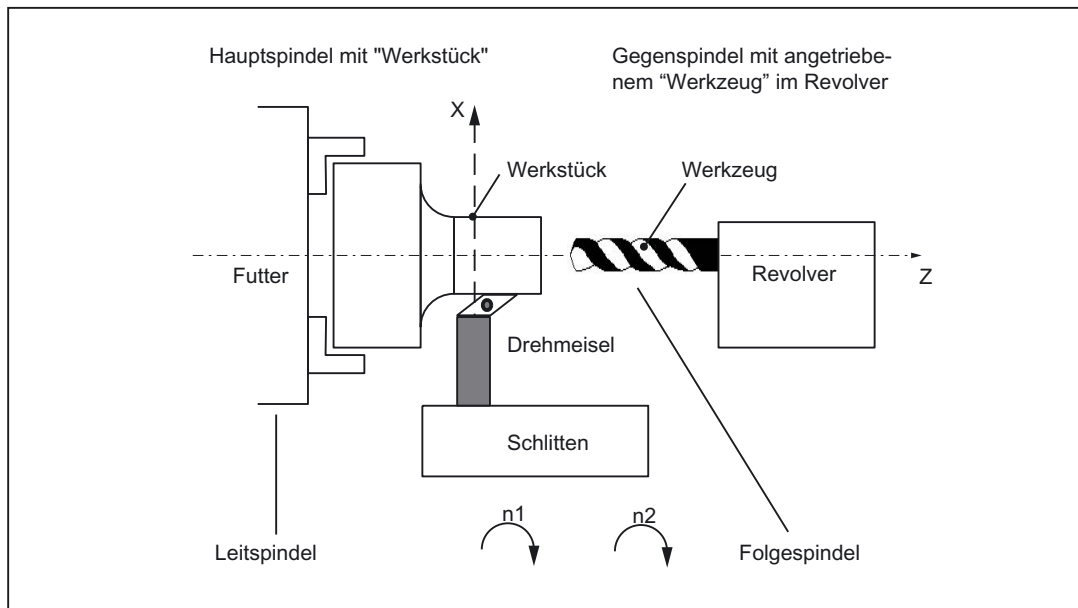 Hauptspindel mit "Werkstück"
Gegenspindel mit angetriebe-
nem “Werkzeug” im Revolver
X
Werkstück
Werkzeug
Futter
Revolver
Z
Drehmeisel
Schlitten
n1
n2
Leitspindel
Folgespindel